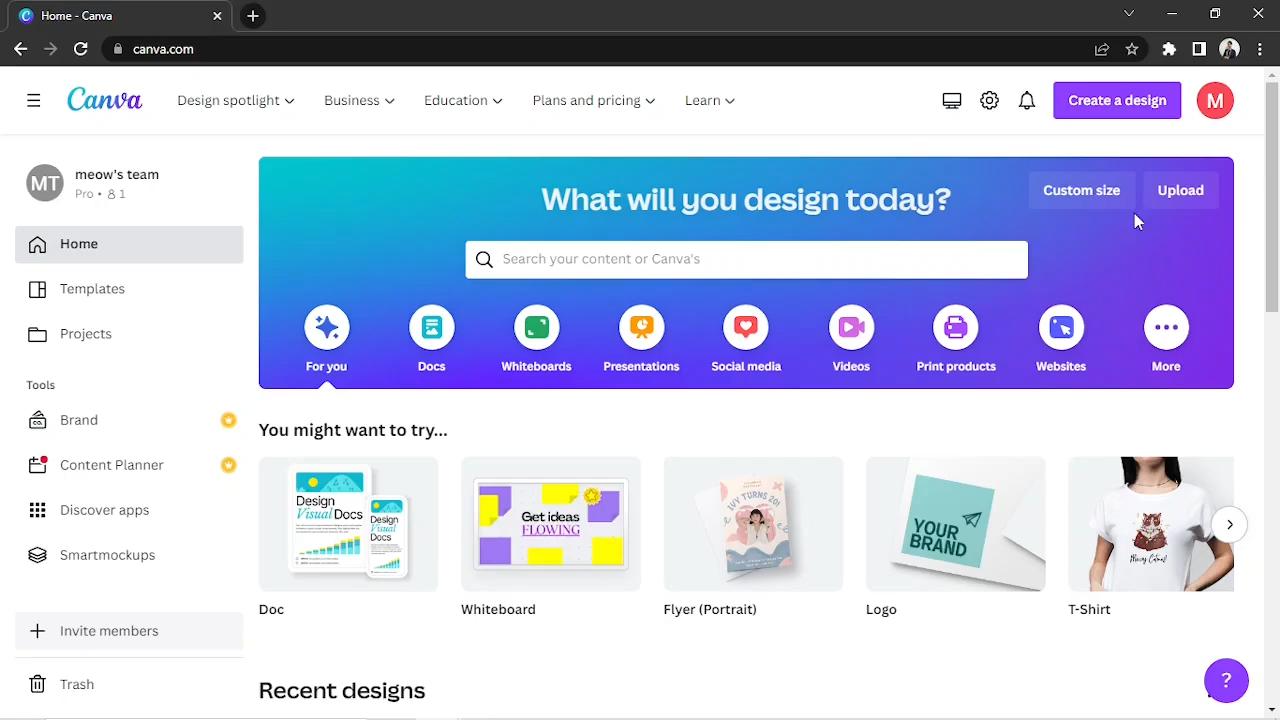 Home - Canva
canva.com
Canva
Design spotlight
Business
Education
Plans and pricing
Learn
Create a design
M
MT
meow's team
Pro • 1
Home
Templates
Projects
Tools
Brand
Content Planner
Discover apps
Smartmockups
Invite members
Trash
What will you design today?
Custom size
Upload
Search your content or Canva's
For you
Docs
Whiteboards
Presentations
Social media
Videos
Print products
Websites
More
You might want to try...
Design
Visual Docs
Design
Visual
Docs
Get ideas
FLOWING
IVY TURNS 20!
YOUR
BRAND
Doc
Whiteboard
Flyer (Portrait)
Logo
T-Shirt
Recent designs
?